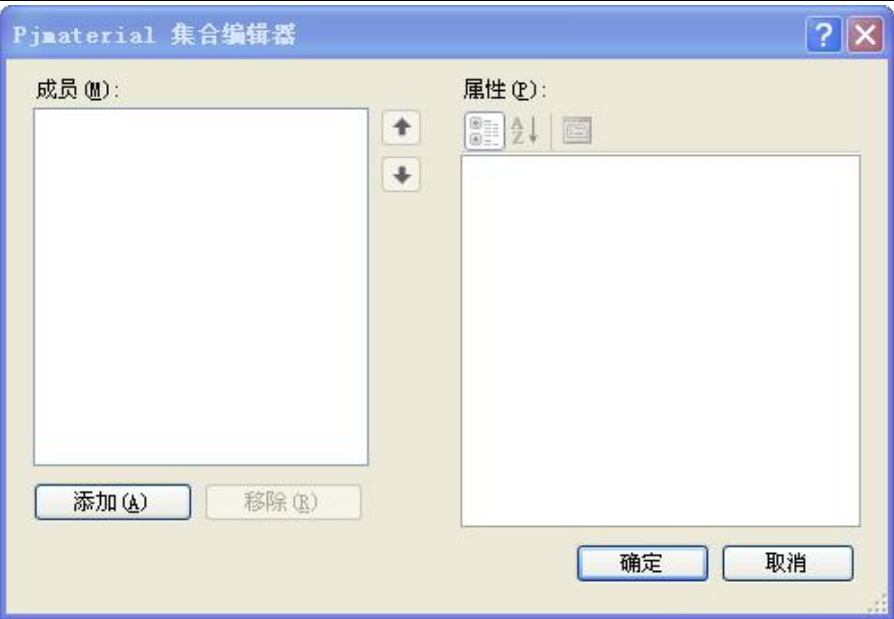 Pjmaterial 集合编辑器
成员(M):
属性(P):
添加(A)
移除(R)
确定
取消